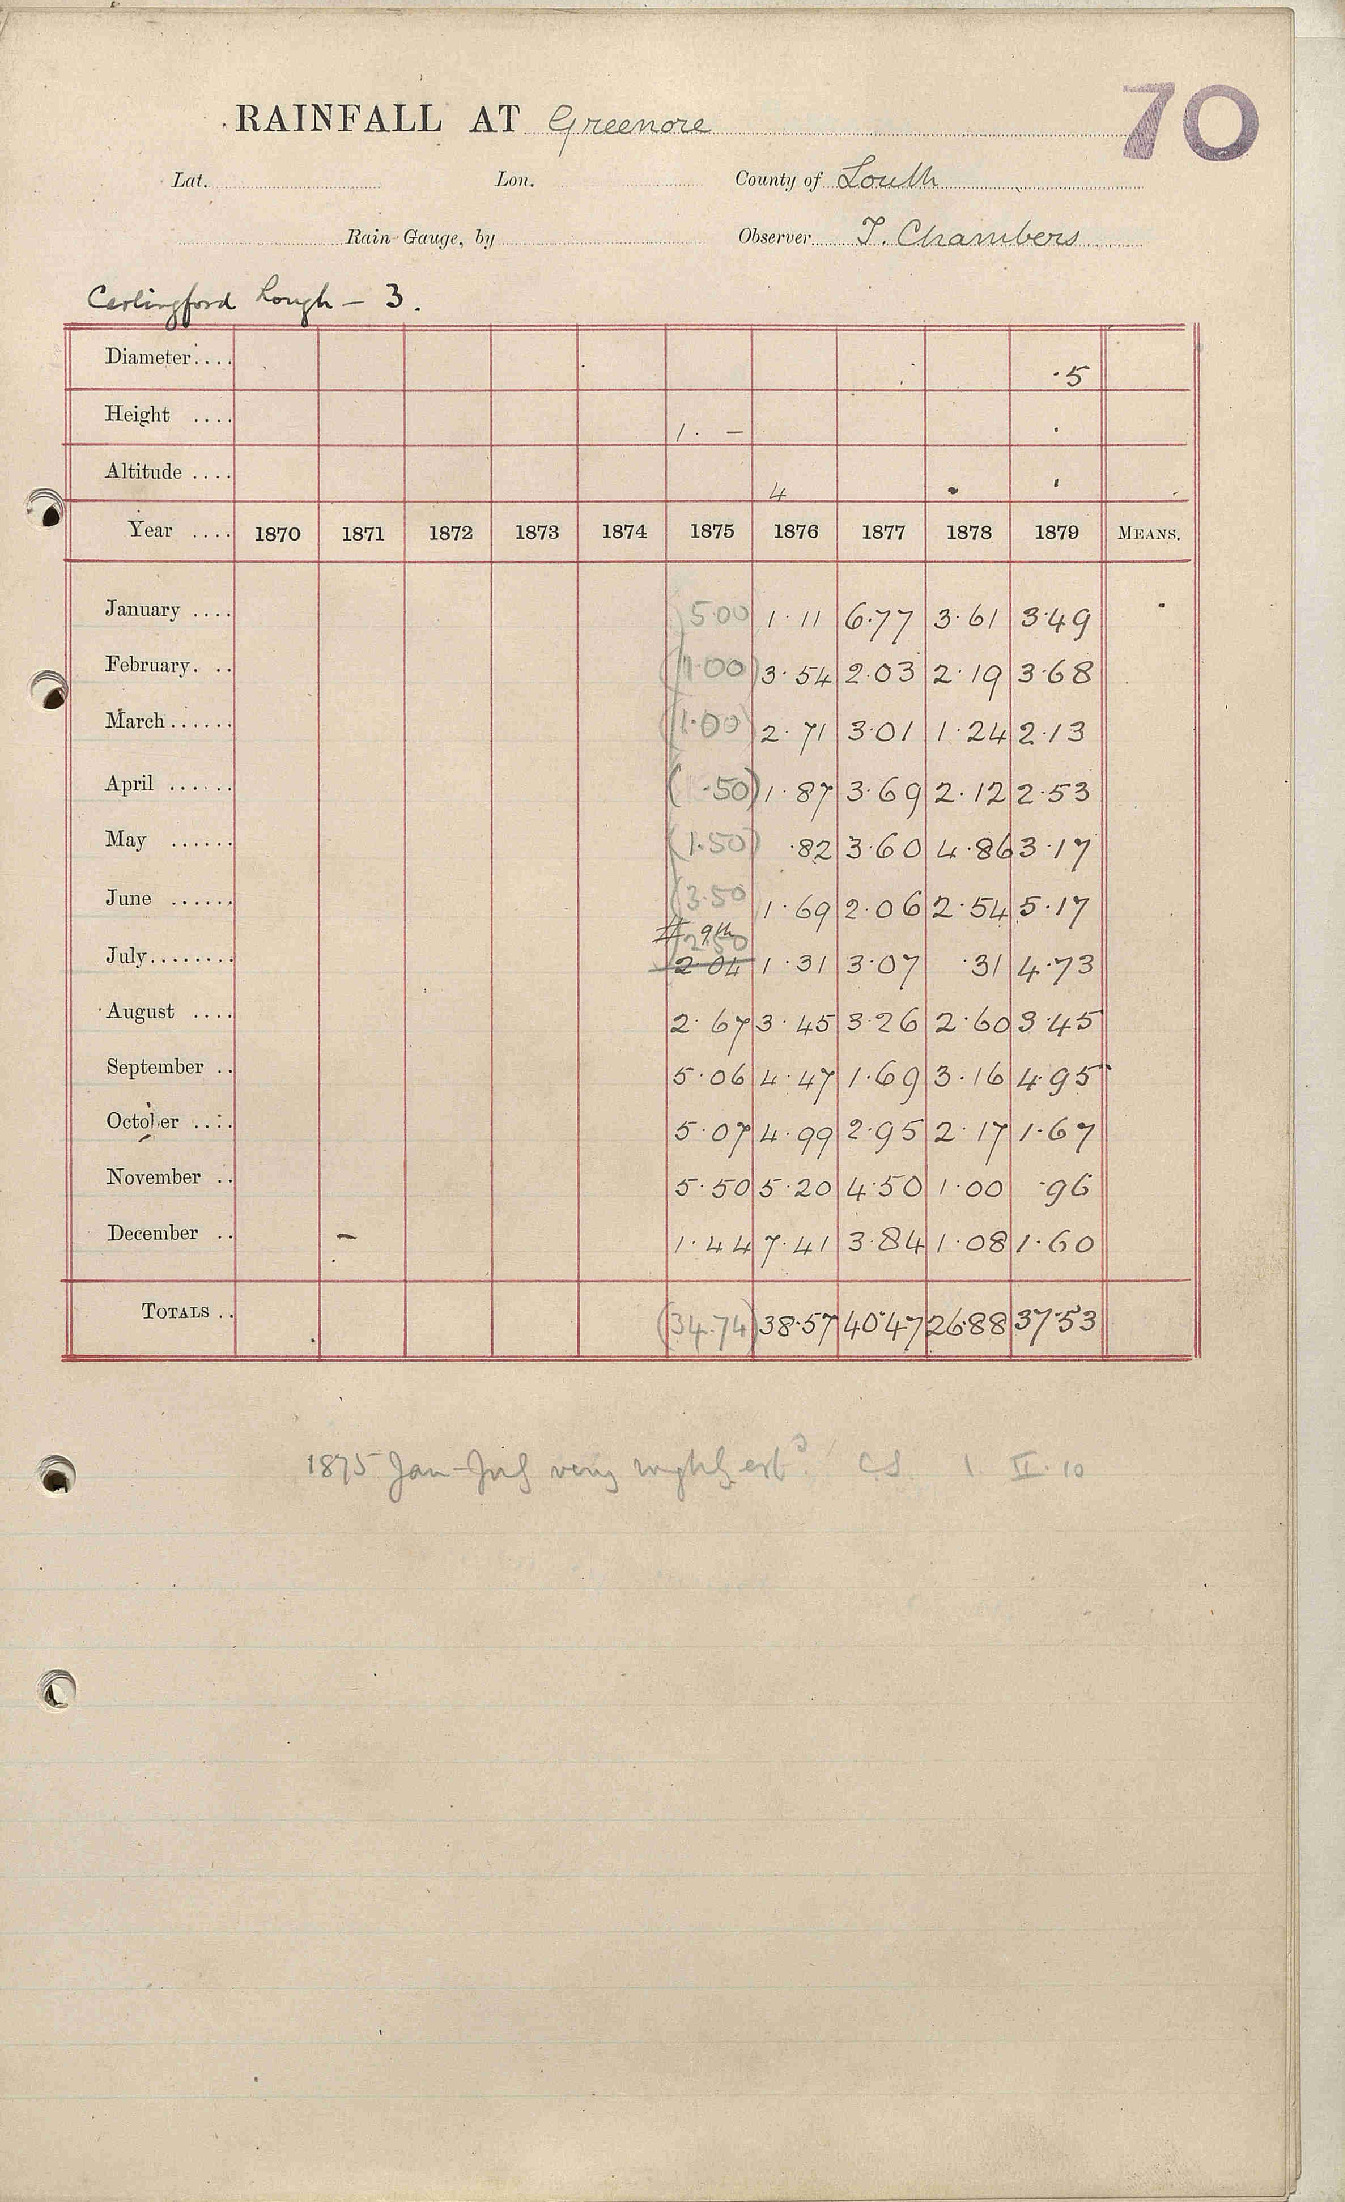 70
RAINFALL AT Greenore
Lat. Lon. County of Louth
Rain-Gauge, by Observer T. Chambers
Carlingford Lough - 3.
Diameter.... .5
Height .... 1. -
Altitude .... 4
Year .... 1870 1871 1872 1873 1874 1875 1876 1877 1878 1879 MEANS.
January .... 5.00 1.11 6.77 3.61 3.49
February. .. (1.00) 3.54 2.03 2.19 3.68
March...... (1.00) 2.71 3.01 1.24 2.13
April ...... (.50) 1.87 3.69 2.12 2.53
May ...... (1.50) .82 3.60 4.86 3.17
June ...... (3.50 1.69 2.06 2.54 5.17
# 9th
2.50
July........ 2.04 1.31 3.07 .31 4.73
August .... 2.67 3.45 3.26 2.60 3.45
September .. 5.06 4.47 1.69 3.16 4.95
October .... 5.07 4.99 2.95 2.17 1.67
November .. 5.50 5.20 4.50 1.00 .96
December .. 1.44 7.41 3.84 1.08 1.60
TOTALS .. (34.74) 38.57 40.47 26.88 37.53
1875 Jan-July very roughly estd. CS 1 II. 10